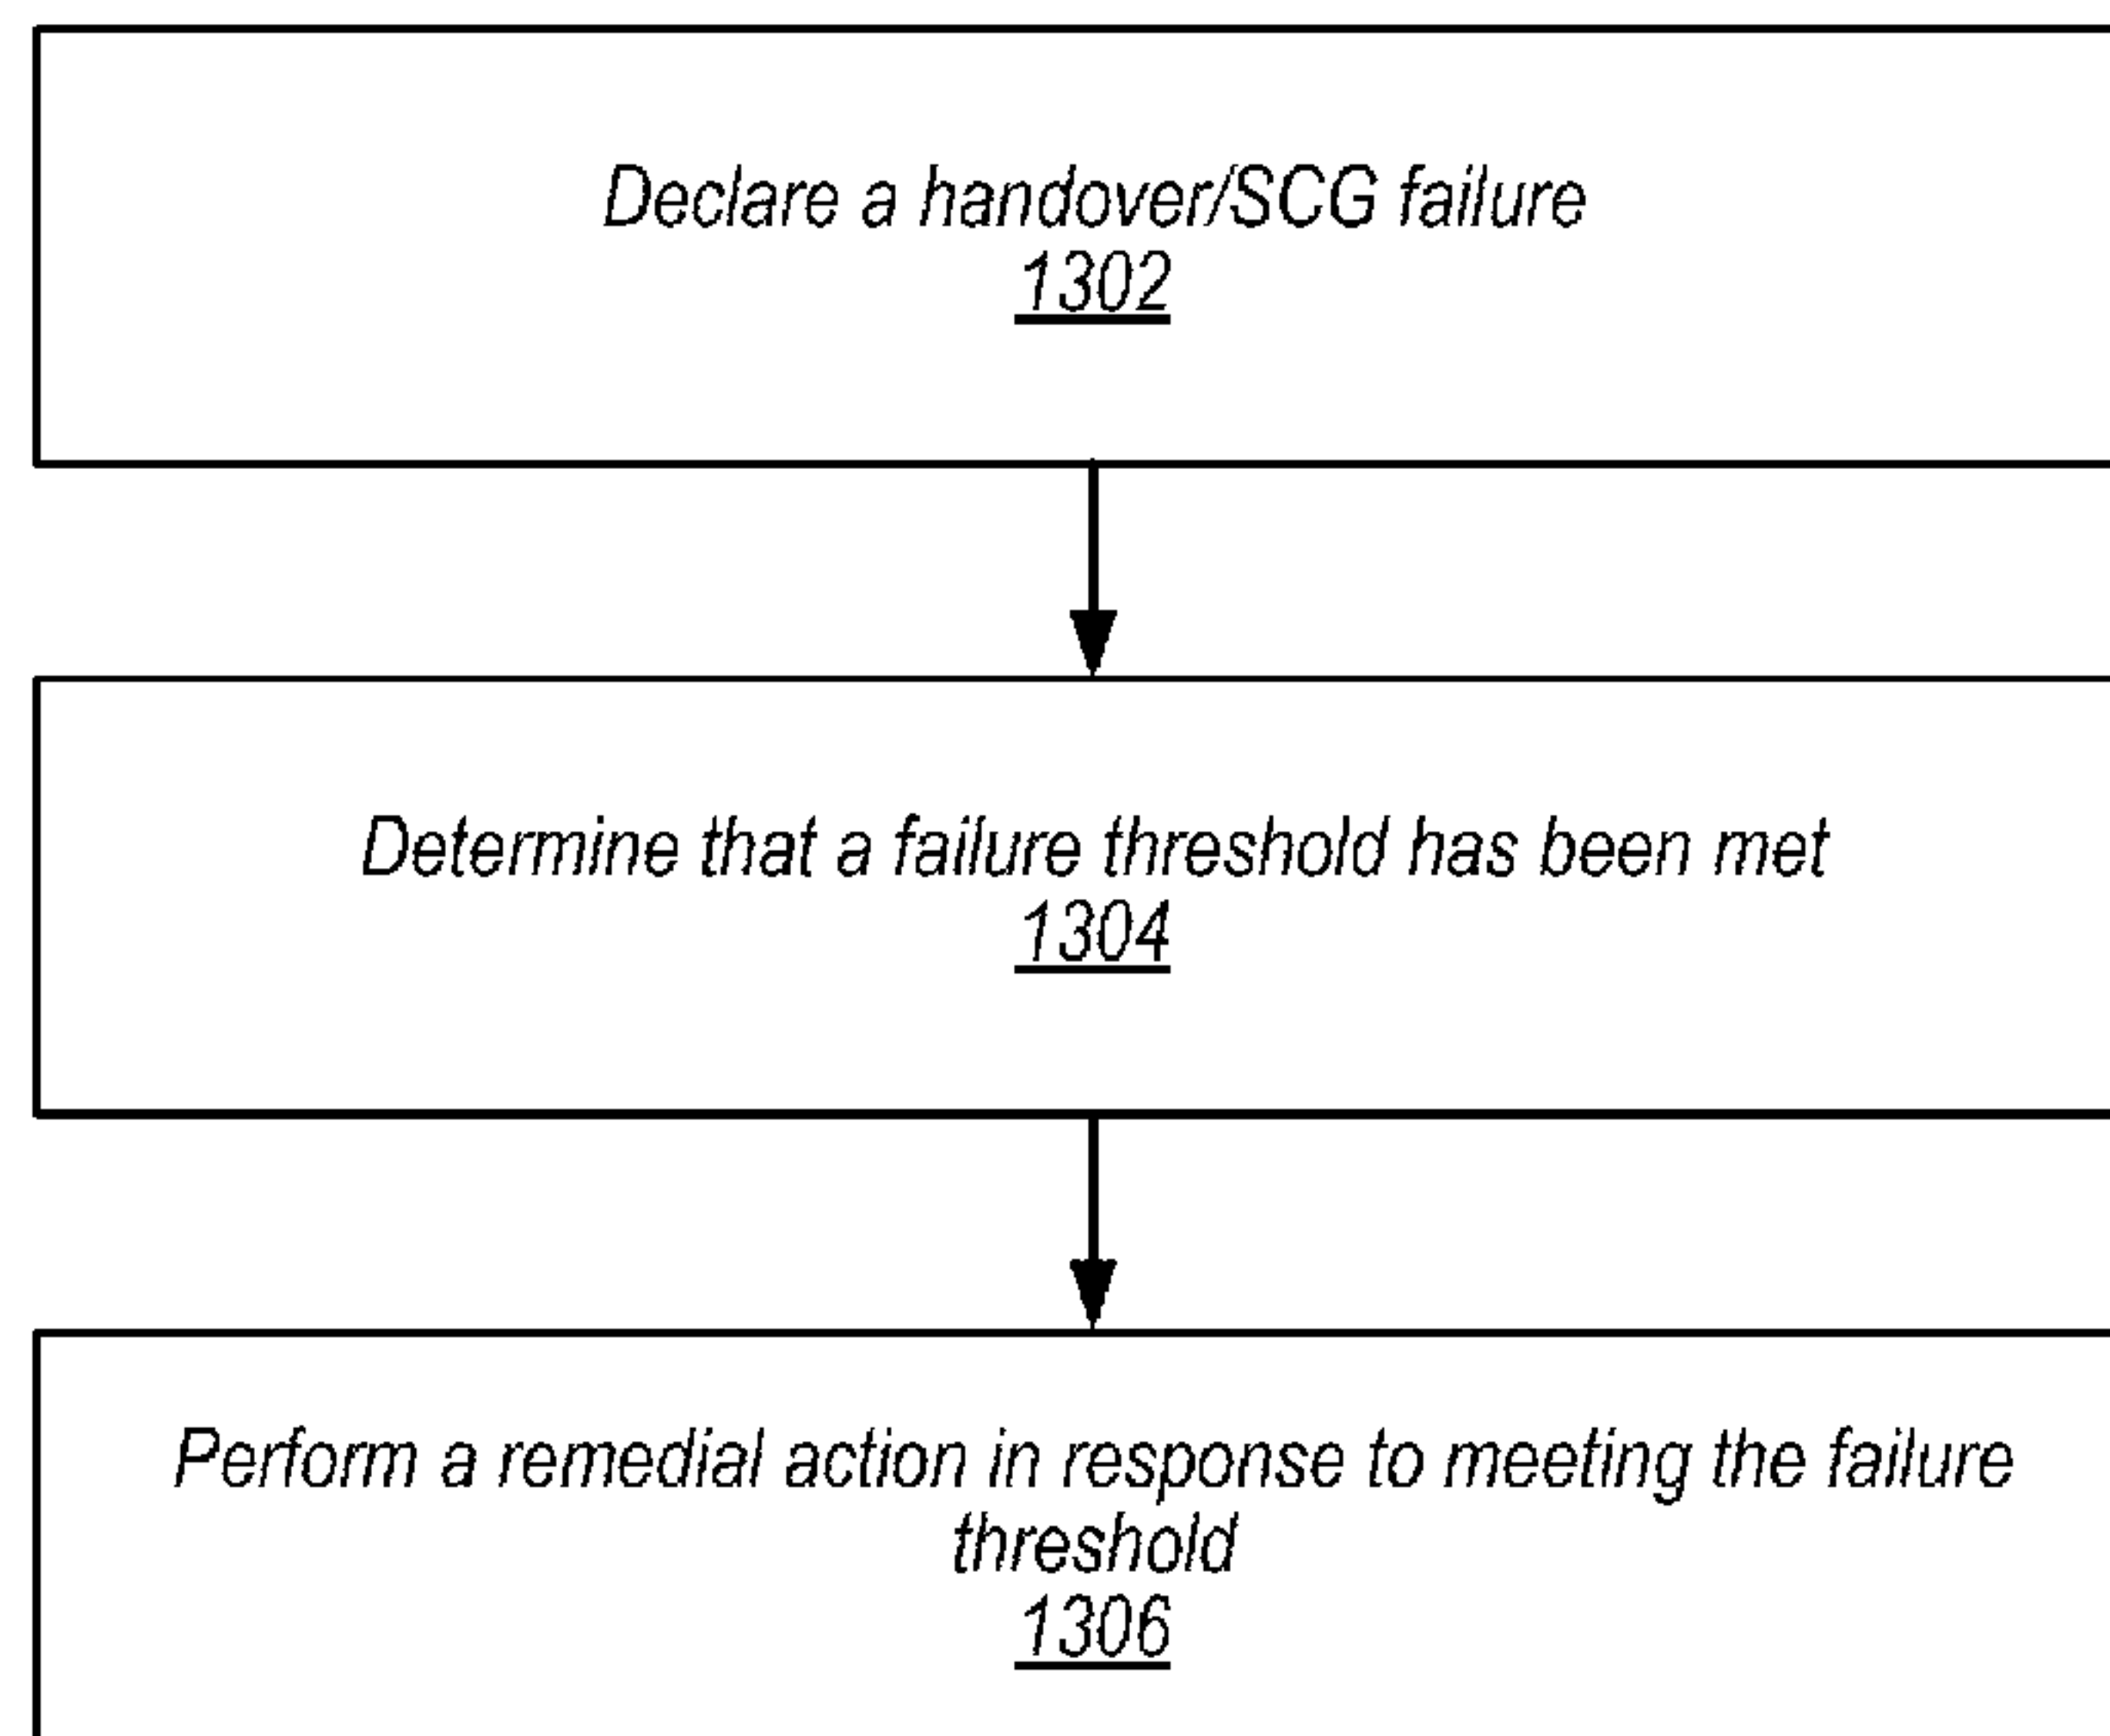 Declare a handover/SCG failure
1302
Determine that a failure threshold has been met
1304
Perform a remedial action in response to meeting the failure
threshold
1306